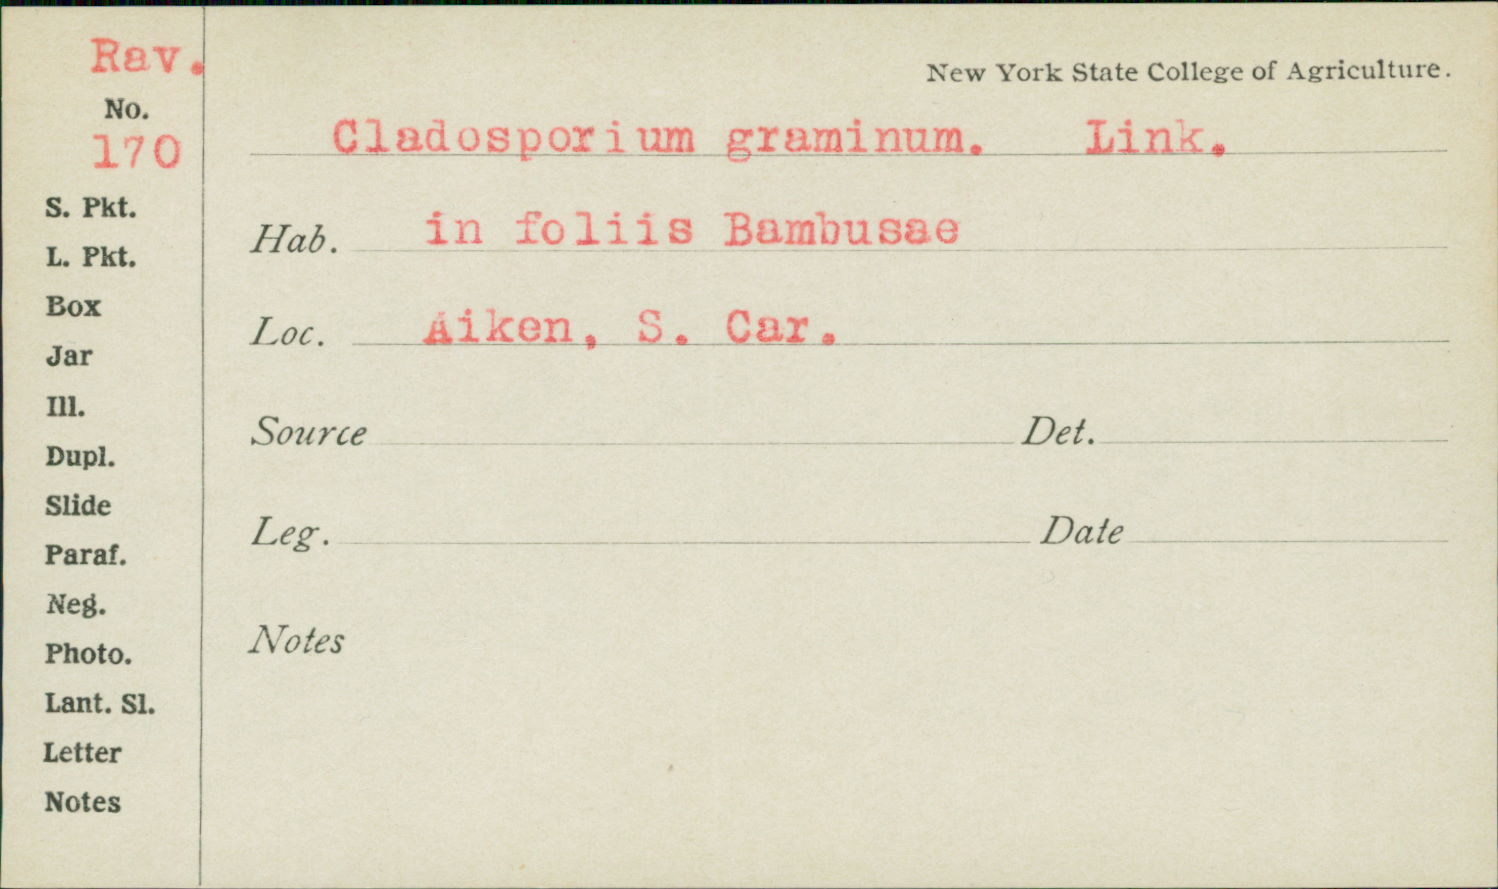 Rav.
No.
170
S. Pkt.
L. Pkt.
Box
Jar
Ill.
Dupl.
Slide
Paraf.
Neg.
Photo.
Lant. Sl.
Letter
Notes
New York State College of Agriculture.
Cladosporium graminum. Link.
Hab. in foliis Bambusae
Loc. Aiken, S. Car.
Source Det.
Leg. Date
Notes